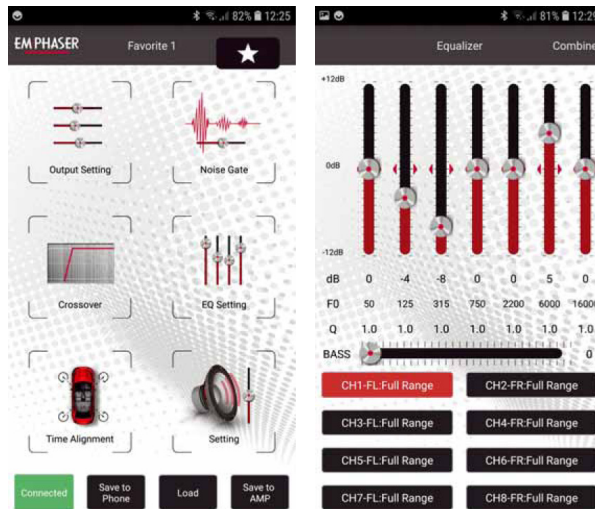 82% 12:25
EMPHASER Favorite 1
Output Setting Noise Gate
Crossover EQ Setting
Time Alignment Setting
Connected Save to Phone Load Save to AMP
81% 12:29
Equalizer Combine
+12dB
0dB
-12dB
dB 0 -4 -8 0 0 5 0
F0 50 125 315 750 2200 6000 16000
Q 1.0 1.0 1.0 1.0 1.0 1.0 1.0
BASS 0
CH1-FL:Full Range CH2-FR:Full Range
CH3-FL:Full Range CH4-FR:Full Range
CH5-FL:Full Range CH6-FR:Full Range
CH7-FL:Full Range CH8-FR:Full Range